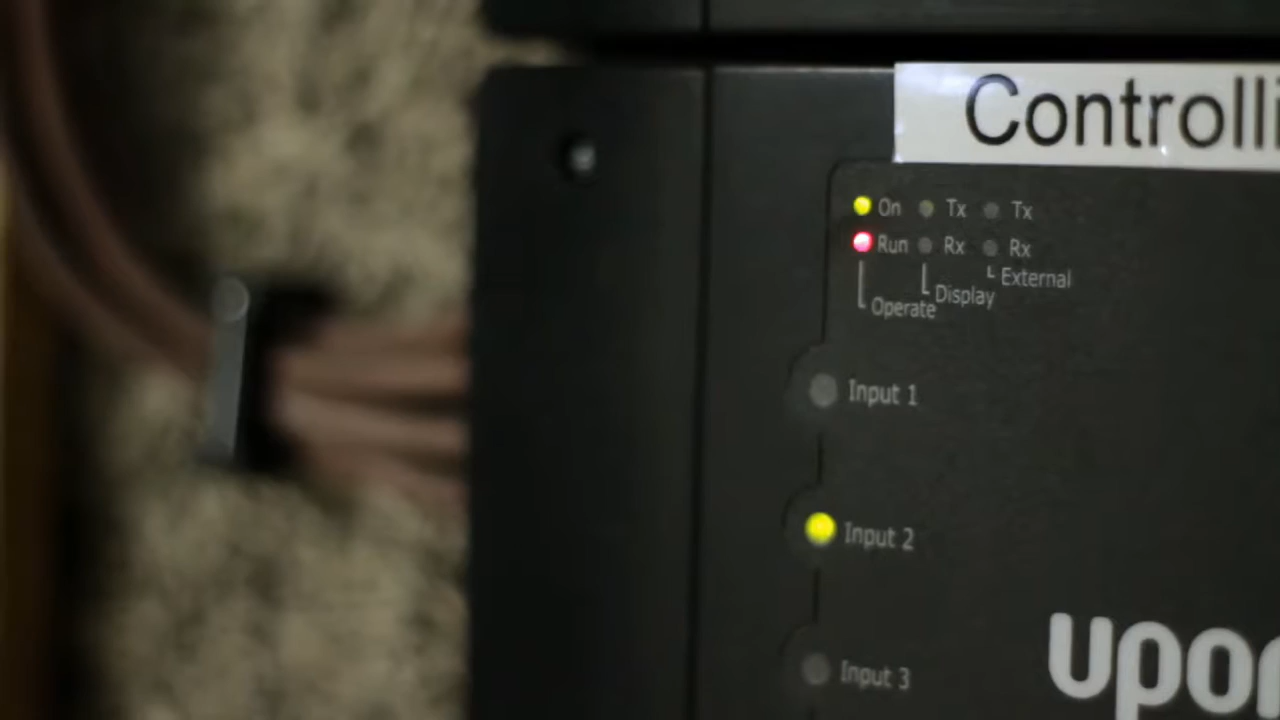 Controlli
On Tx Tx
Run Rx Rx
External
Display
Operate
Input 1
Input 2
Input 3
upor